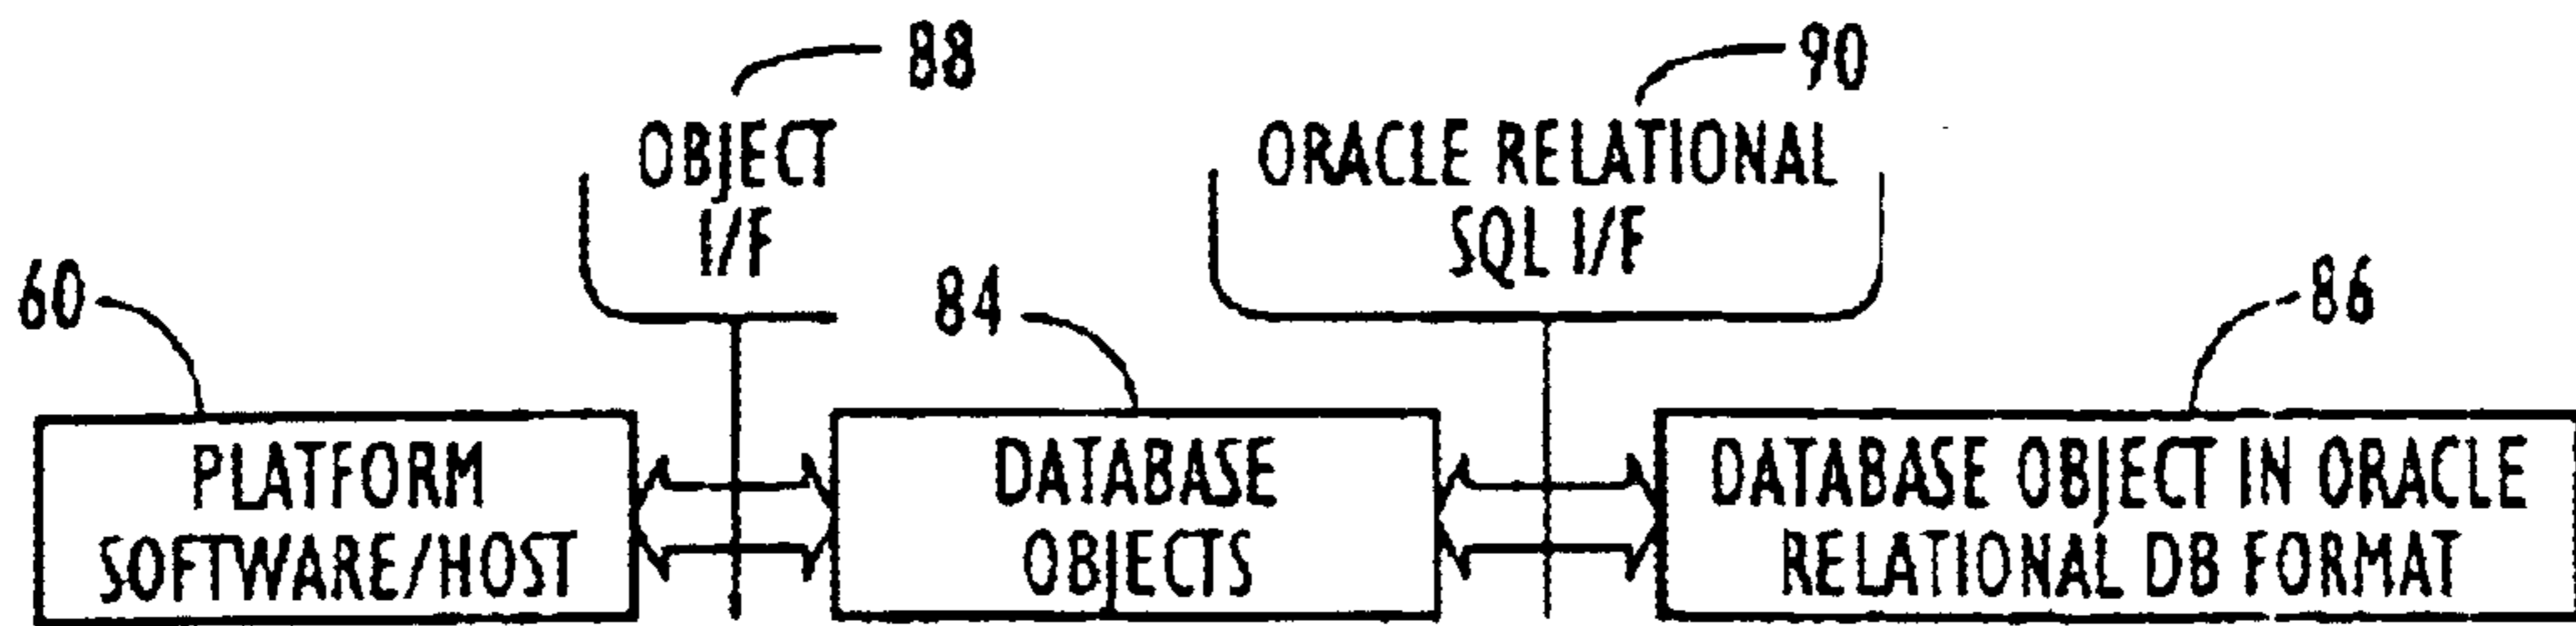 88
90
OBJECT
I/F
ORACLE RELATIONAL
SQL I/F
60
84
86
PLATFORM
SOFTWARE/HOST
DATABASE
OBJECTS
DATABASE OBJECT IN ORACLE
RELATIONAL DB FORMAT